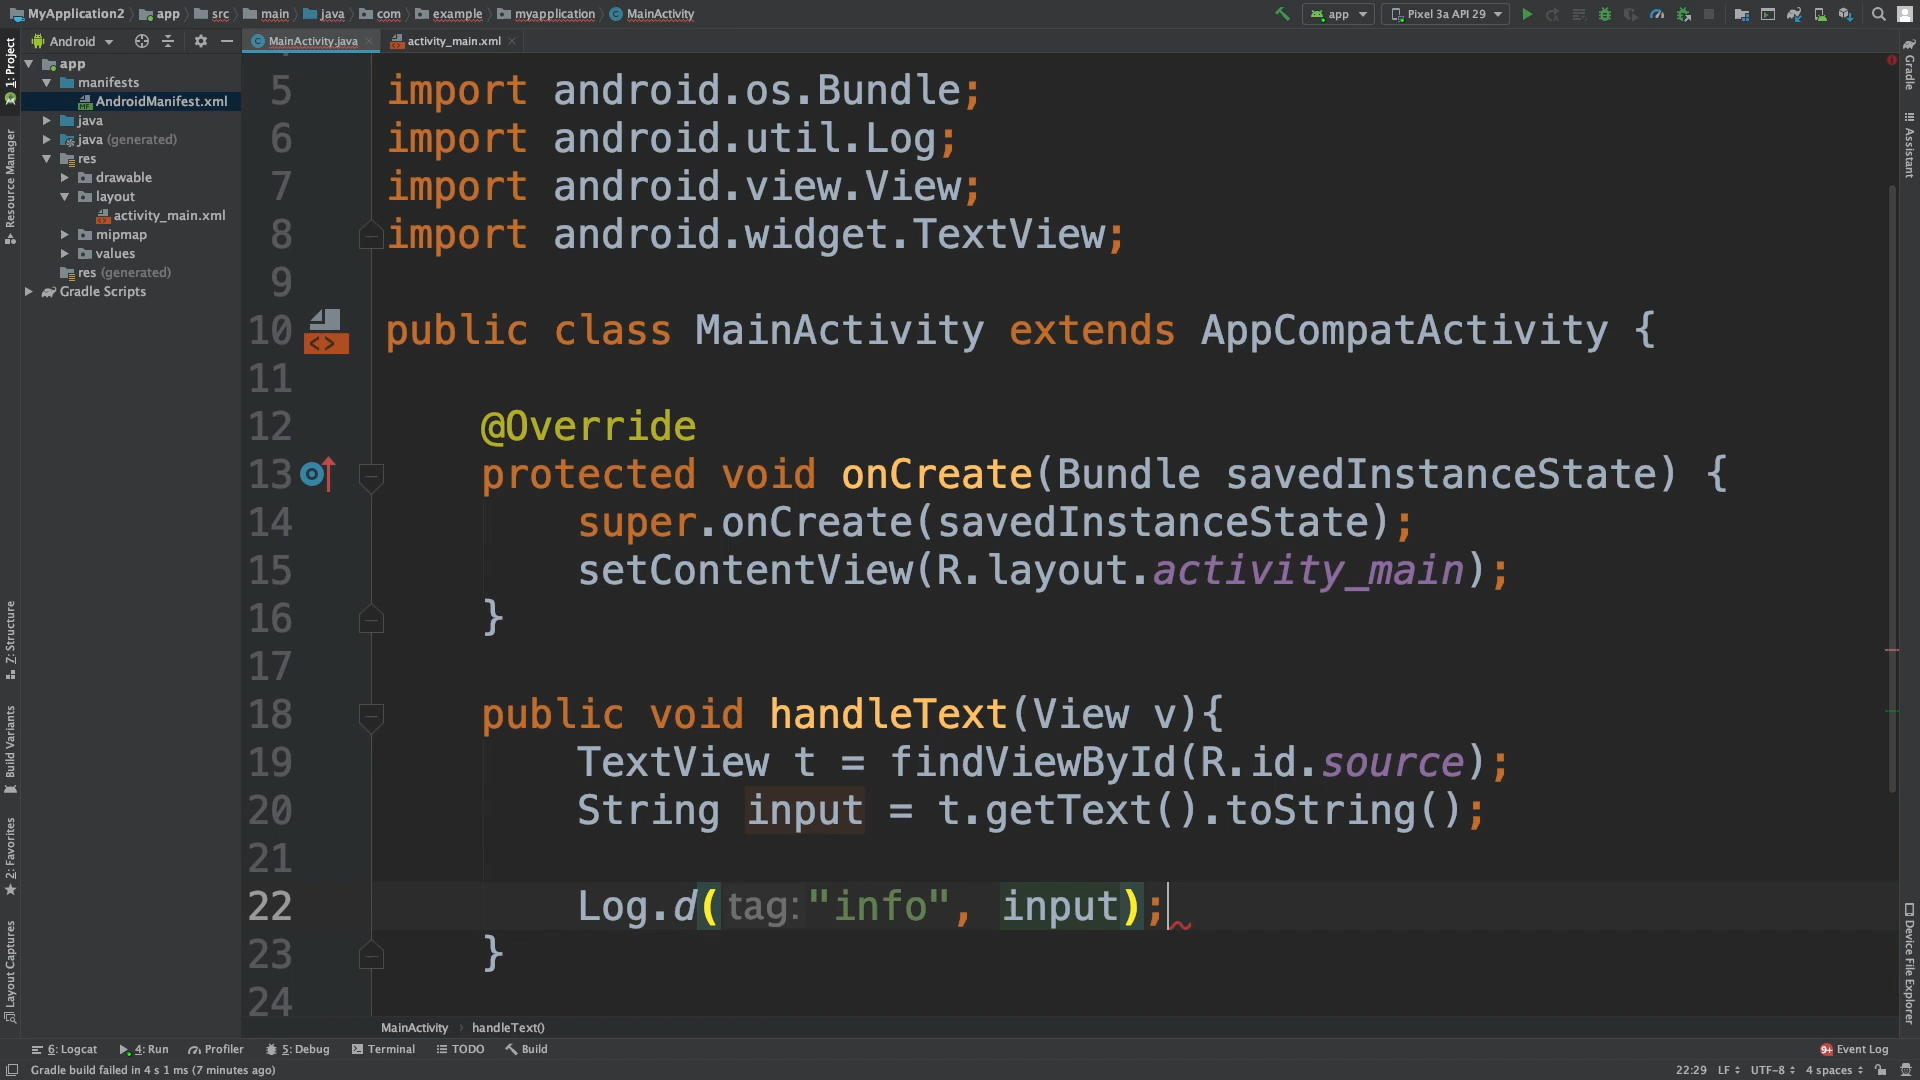 MyApplication2 app src main java com example myapplication MainActivity app Pixel 3a API 29
Android MainActivity.java activity_main.xml
1: Project
Resource Manager
Z: Structure
Build Variants
2: Favorites
Layout Captures
app
manifests
AndroidManifest.xml
java
java (generated)
res
drawable
layout
activity_main.xml
mipmap
values
res (generated)
Gradle Scripts
5 import android.os.Bundle;
6 import android.util.Log;
7 import android.view.View;
8 import android.widget.TextView;
9
10 public class MainActivity extends AppCompatActivity {
11
12 @Override
13 protected void onCreate(Bundle savedInstanceState) {
14 super.onCreate(savedInstanceState);
15 setContentView(R.layout.activity_main);
16 }
17
18 public void handleText(View v){
19 TextView t = findViewById(R.id.source);
20 String input = t.getText().toString();
21
22 Log.d( tag: "info", input);
23 }
24
MainActivity › handleText()
Gradle
Assistant
Device File Explorer
6: Logcat 4: Run Profiler 5: Debug Terminal TODO Build 9+ Event Log
Gradle build failed in 4 s 1 ms (7 minutes ago) 22:29 LF UTF-8 4 spaces